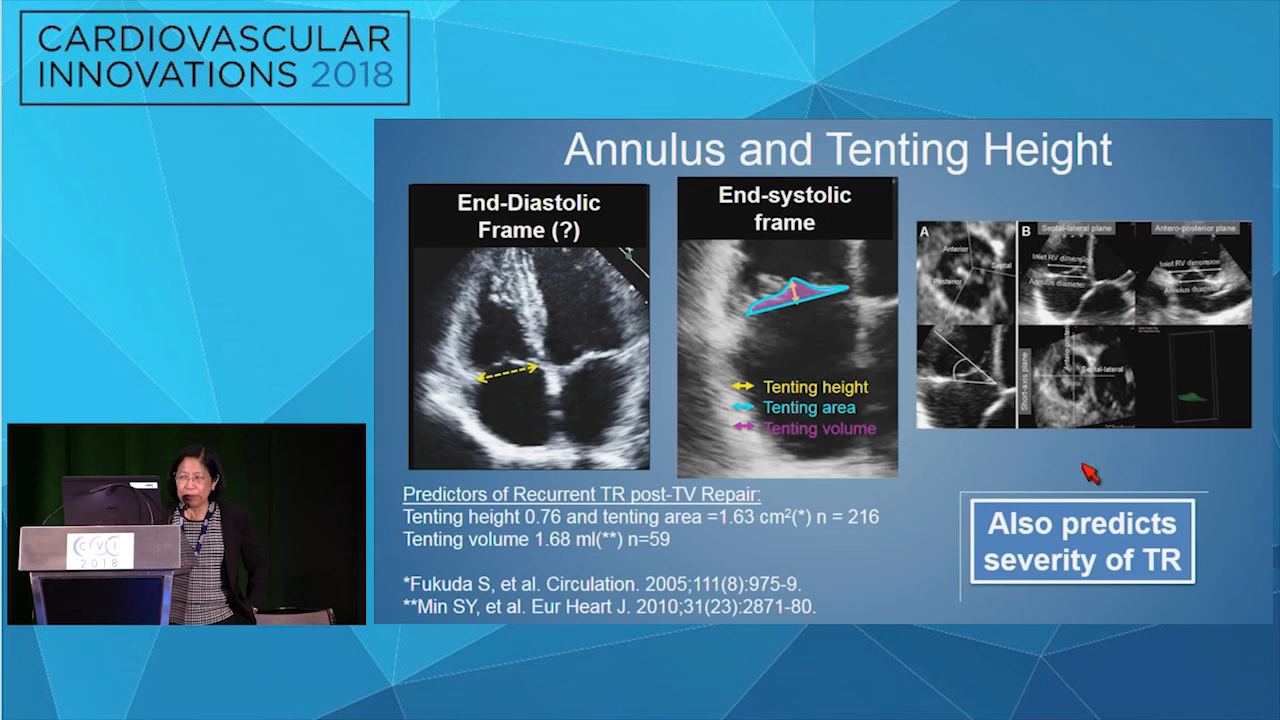 CARDIOVASCULAR
INNOVATIONS 2018
Annulus and Tenting Height
End-Diastolic
Frame (?)
End-systolic
frame
Tenting height
Tenting area
Tenting volume
A
Anterior
Septal
Posterior
B
Septal-lateral plane
Antero-posterior plane
Inlet RV dimension
Annulus diameter
Inlet RV dimension
Annulus diameter
Short-axis plane
Septal-lateral
Predictors of Recurrent TR post-TV Repair:
Tenting height 0.76 and tenting area =1.63 cm²(*) n = 216
Tenting volume 1.68 ml(**) n=59
*Fukuda S, et al. Circulation. 2005;111(8):975-9.
**Min SY, et al. Eur Heart J. 2010;31(23):2871-80.
Also predicts
severity of TR
CVI
2018